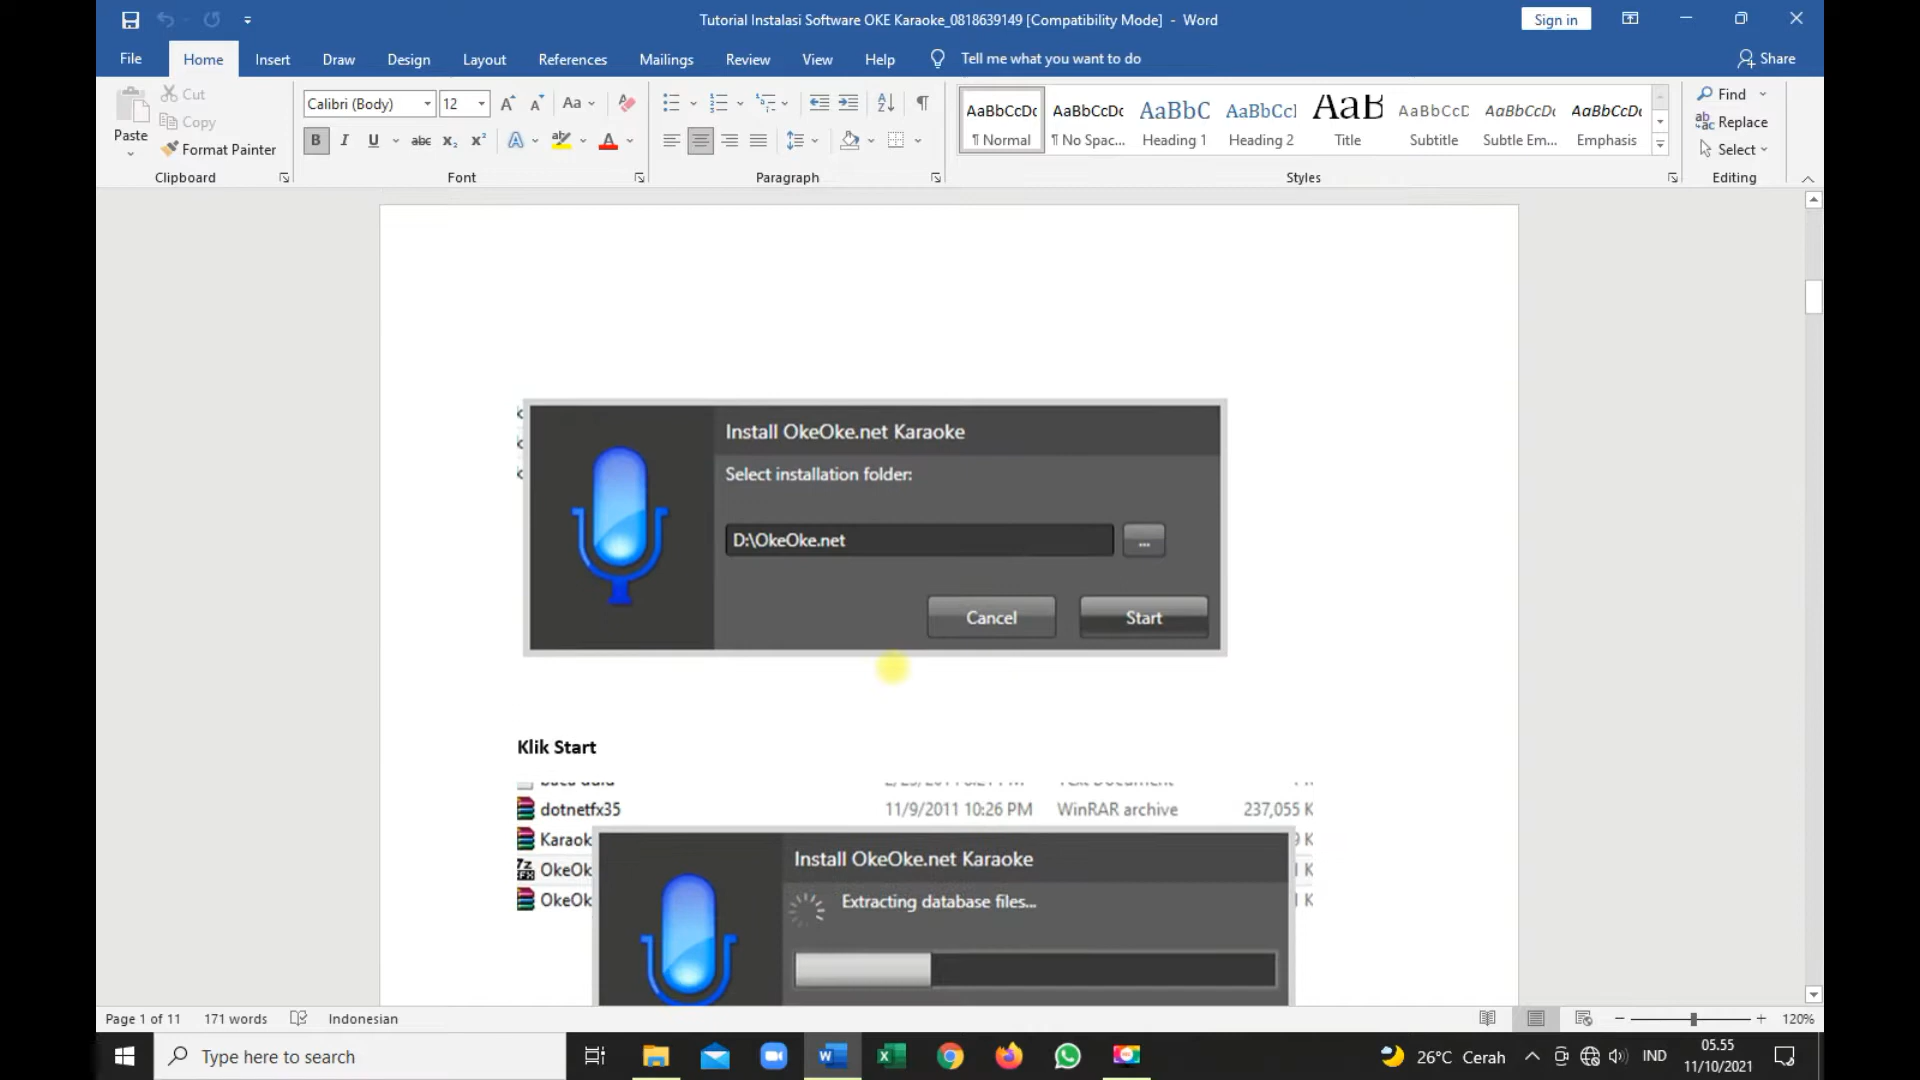 Tutorial Instalasi Software OKE Karaoke_0818639149 [Compatibility Mode] - Word
Sign in
File Home Insert Draw Design Layout References Mailings Review View Help Tell me what you want to do Share
Paste
Cut
Copy
Format Painter
Clipboard
Calibri (Body) 12 Aa
B I U abc X₂ X² A ab A
Font
Paragraph
AaBbCcDc AaBbCcDc AaBbC AaBbCcI AaB AaBbCcD AaBbCcDc AaBbCcDc
¶ Normal ¶ No Spac... Heading 1 Heading 2 Title Subtitle Subtle Em... Emphasis
Styles
Find
Replace
Select
Editing
Install OkeOke.net Karaoke
Select installation folder:
D:\OkeOke.net ...
Cancel Start
Klik Start
dotnetfx35 11/9/2011 10:26 PM WinRAR archive 237,055 K
Karaok
OkeOk
OkeOk
Install OkeOke.net Karaoke
Extracting database files...
Page 1 of 11 171 words Indonesian 120%
Type here to search
26°C Cerah IND
05.55
11/10/2021